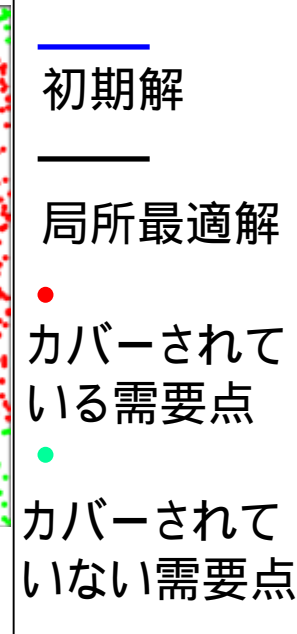 初期解
局所最適解
カバーされて
いる需要点
カバーされて
いない需要点